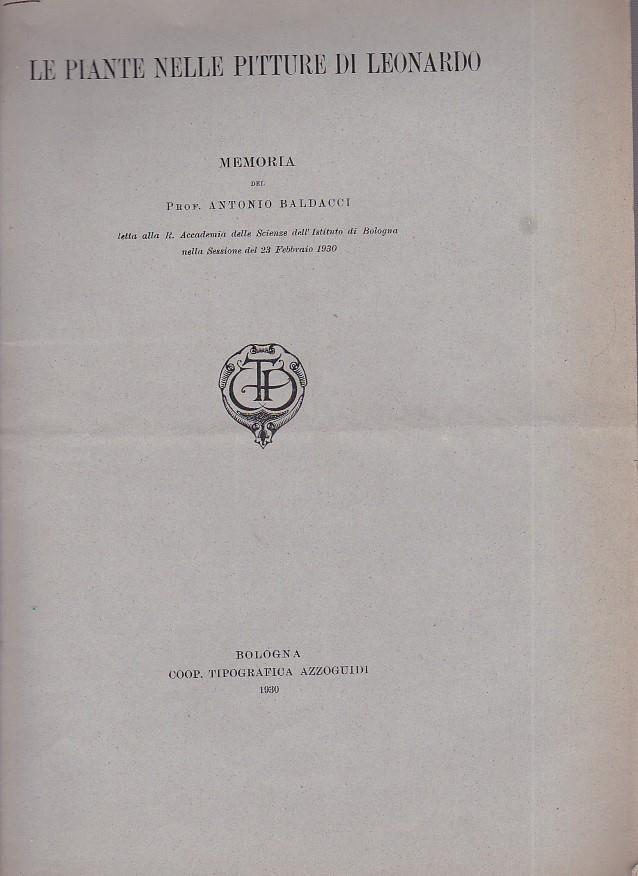 LE PIANTE NELLE PITTURE DI LEONARDO
MEMORIA
DEL
PROF. ANTONIO BALDACCI
letta alla R. Accademia delle Scienze dell'Istituto di Bologna
nella Sessione del 23 Febbraio 1930
BOLOGNA
COOP. TIPOGRAFICA AZZOGUIDI
1930